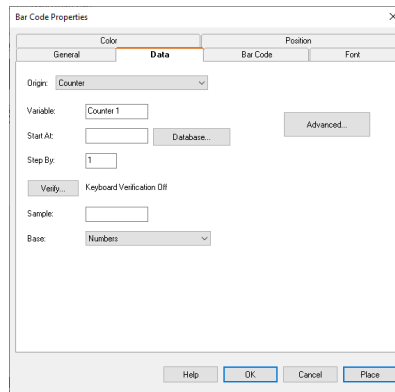 Bar Code Properties
Color Position
General Data Bar Code Font
Origin: Counter
Variable: Counter 1
Advanced...
Start At: Database...
Step By: 1
Verify... Keyboard Verification Off
Sample:
Base: Numbers
Help OK Cancel Place